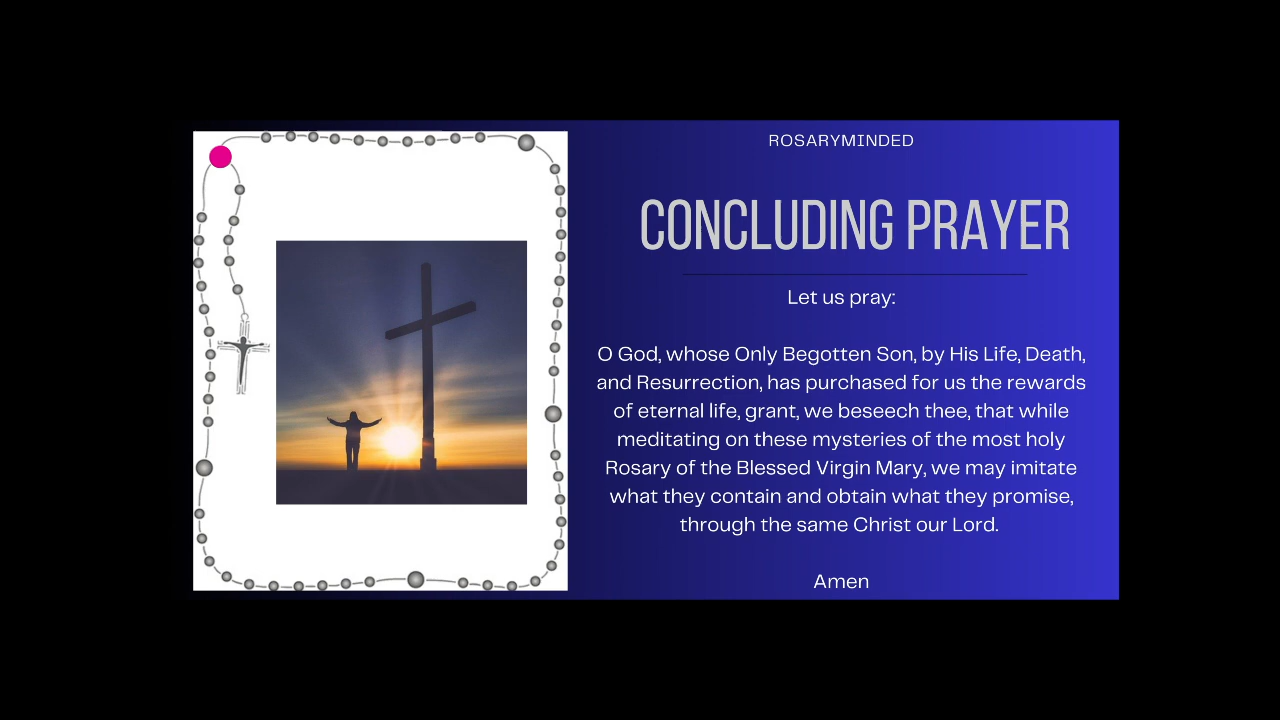 ROSARYMINDED
CONCLUDING PRAYER
Let us pray:
O God, whose Only Begotten Son, by His Life, Death,
and Resurrection, has purchased for us the rewards
of eternal life, grant, we beseech thee, that while
meditating on these mysteries of the most holy
Rosary of the Blessed Virgin Mary, we may imitate
what they contain and obtain what they promise,
through the same Christ our Lord.
Amen